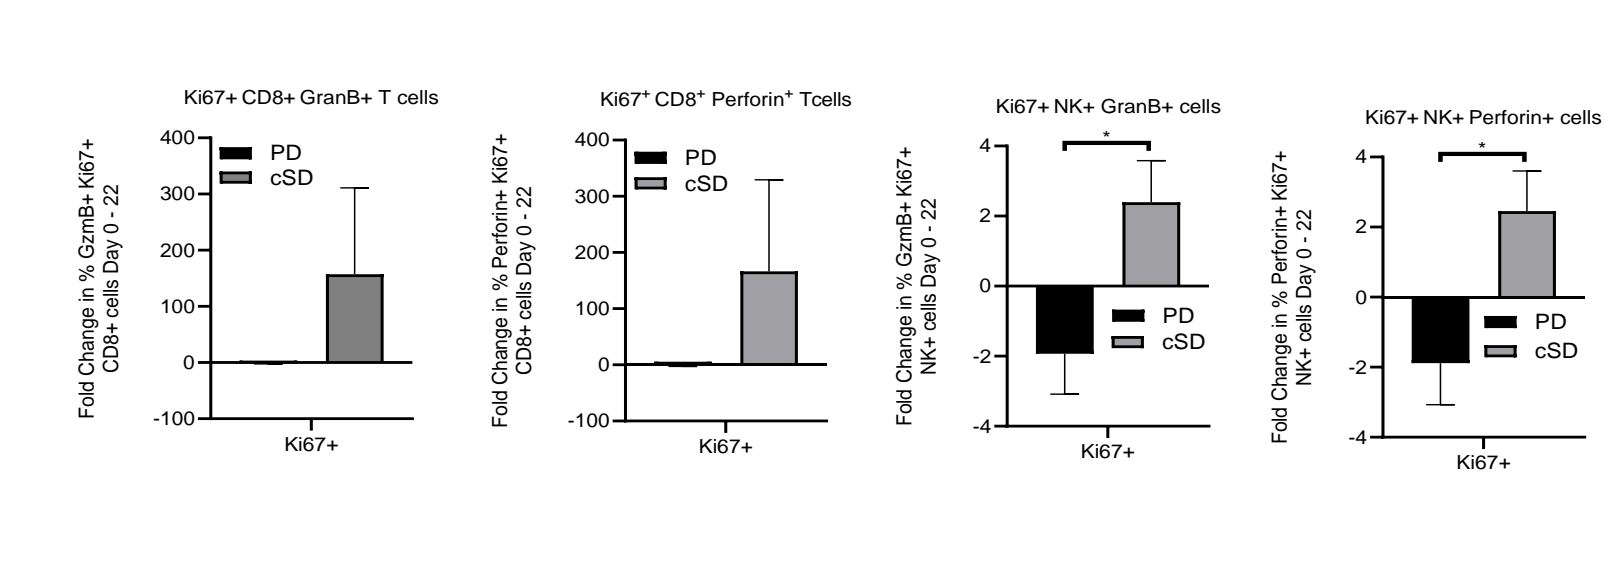 Ki67+ CD8+ GranB+ T cells
Fold Change in % GzmB+ Ki67+
CD8+ cells Day 0 - 22
400
300
200
100
0
-100
PD
cSD
Ki67+
Ki67+ CD8+ Perforin+ Tcells
Fold Change in % Perforin+ Ki67+
CD8+ cells Day 0 - 22
400
300
200
100
0
-100
PD
cSD
Ki67+
Ki67+ NK+ GranB+ cells
Fold Change in % GzmB+ Ki67+
NK+ cells Day 0 - 22
4
2
0
-2
-4
*
PD
cSD
Ki67+
Ki67+ NK+ Perforin+ cells
Fold Change in % Perforin+ Ki67+
NK+ cells Day 0 - 22
4
2
0
-2
-4
*
PD
cSD
Ki67+